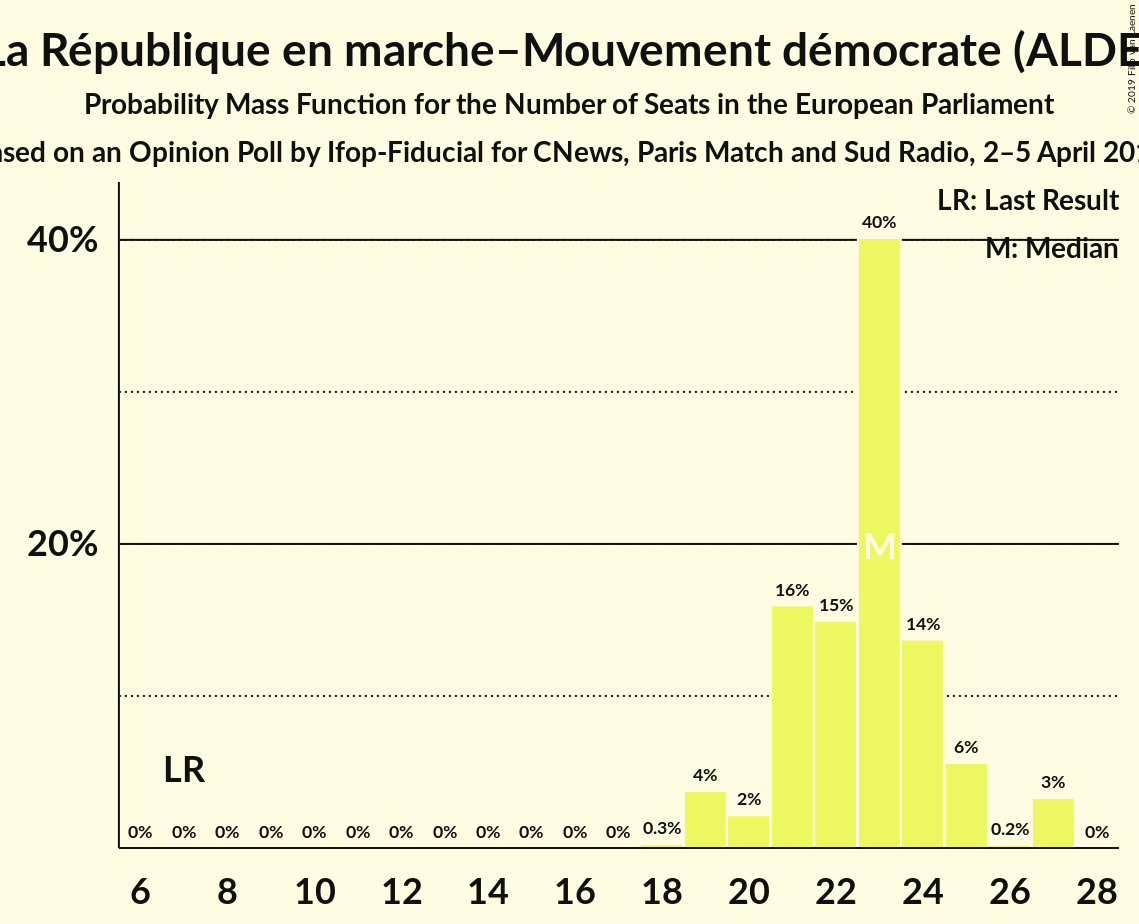 La République en marche–Mouvement démocrate (ALDE
Probability Mass Function for the Number of Seats in the European Parliament
on an Opinion Poll by Ifop-Fiducial for CNews, Paris Match and Sud Radio, 2–5 April
© 2019
LR: Last Result
M: Median
40%
20%
40%
M
16%
15%
14%
6%
4%
3%
2%
LR
0% 0% 0% 0% 0% 0% 0% 0% 0% 0% 0% 0% 0.3% 0.2% 0%
6 8 10 12 14 16 18 20 22 24 26 28